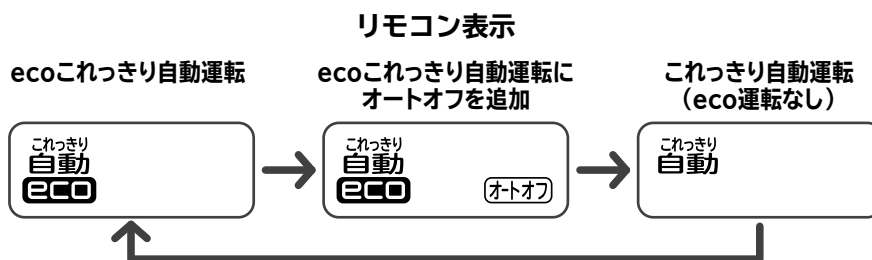 リモコン表示
ecoこれっきり自動運転
ecoこれっきり自動運転に
オートオフを追加
これっきり自動運転
(eco運転なし)
これっきり
自動
eco
これっきり
自動
eco
オートオフ
これっきり
自動